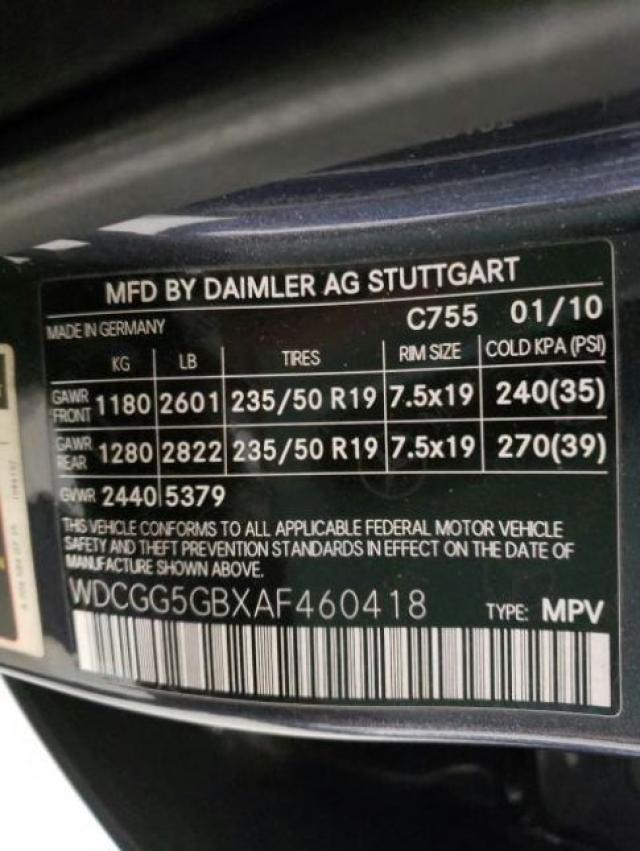 MFD BY DAIMLER AG STUTTGART
MADE IN GERMANY C755 01/10
KG LB TIRES RIM SIZE COLD KPA (PSI)
GAWR FRONT 1180 2601 235/50 R19 7.5x19 240(35)
GAWR REAR 1280 2822 235/50 R19 7.5x19 270(39)
GVWR 2440 5379
THIS VEHICLE CONFORMS TO ALL APPLICABLE FEDERAL MOTOR VEHICLE
SAFETY AND THEFT PREVENTION STANDARDS IN EFFECT ON THE DATE OF
MANUFACTURE SHOWN ABOVE.
WDCGG5GBXAF460418 TYPE: MPV